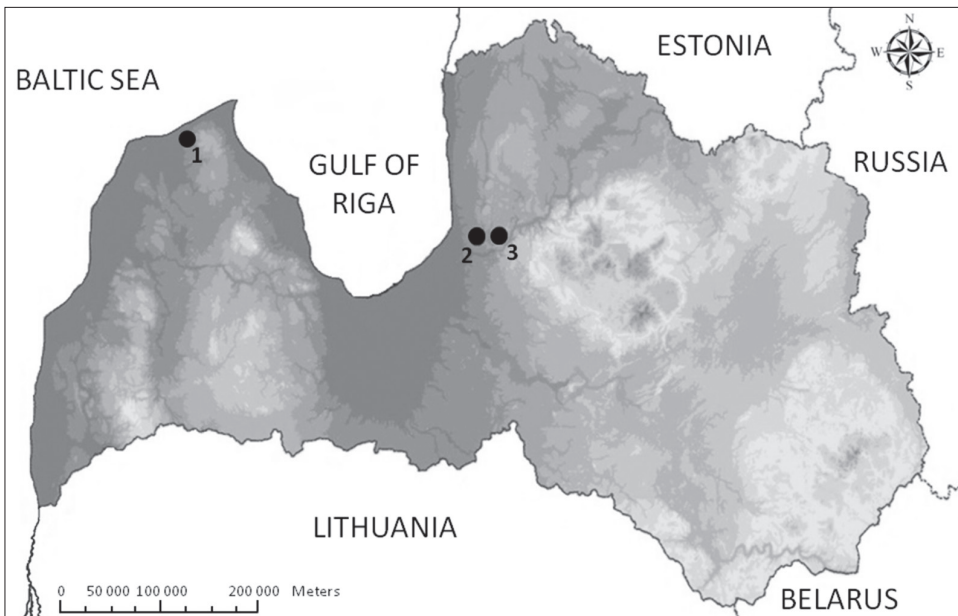 BALTIC SEA
ESTONIA
N
W E
S
GULF OF
RIGA
RUSSIA
1
2
3
LITHUANIA
BELARUS
0 50 000 100 000 200 000 Meters